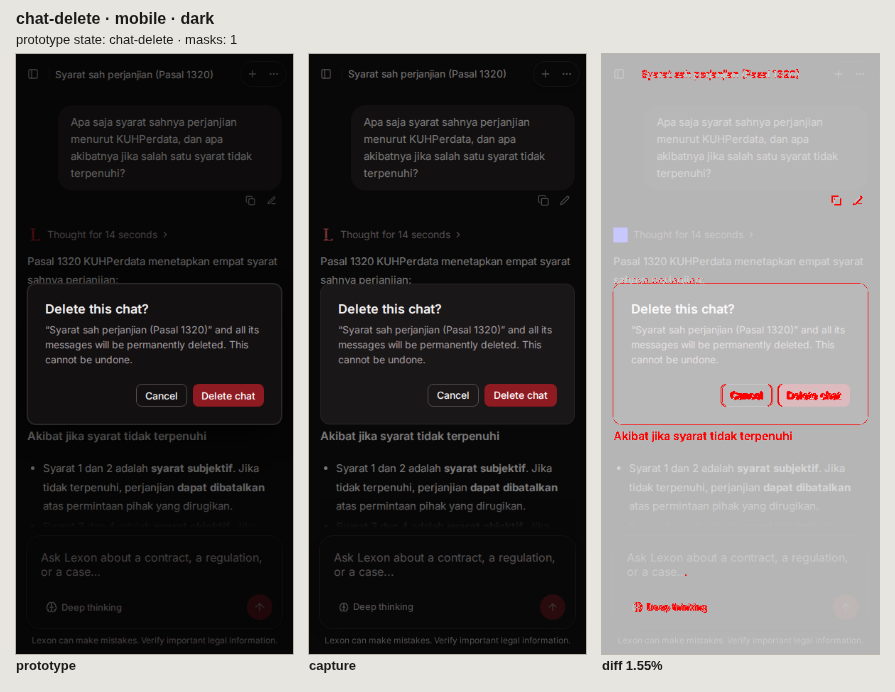 chat-delete · mobile · dark
prototype state: chat-delete · masks: 1
Syarat sah perjanjian (Pasal 1320)
Apa saja syarat sahnya perjanjian
menurut KUHPerdata, dan apa
akibatnya jika salah satu syarat tidak
terpenuhi?
L Thought for 14 seconds
Pasal 1320 KUHPerdata menetapkan empat syarat
sahnya perjanjian:
Delete this chat?
“Syarat sah perjanjian (Pasal 1320)” and all its
messages will be permanently deleted. This
cannot be undone.
Cancel Delete chat
Akibat jika syarat tidak terpenuhi
• Syarat 1 dan 2 adalah syarat subjektif. Jika
tidak terpenuhi, perjanjian dapat dibatalkan
atas permintaan pihak yang dirugikan.
Ask Lexon about a contract, a regulation,
or a case...
Deep thinking
Lexon can make mistakes. Verify important legal information.
prototype
Syarat sah perjanjian (Pasal 1320)
Apa saja syarat sahnya perjanjian
menurut KUHPerdata, dan apa
akibatnya jika salah satu syarat tidak
terpenuhi?
L Thought for 14 seconds
Pasal 1320 KUHPerdata menetapkan empat syarat
sahnya perjanjian:
Delete this chat?
“Syarat sah perjanjian (Pasal 1320)” and all its
messages will be permanently deleted. This
cannot be undone.
Cancel Delete chat
Akibat jika syarat tidak terpenuhi
• Syarat 1 dan 2 adalah syarat subjektif. Jika
tidak terpenuhi, perjanjian dapat dibatalkan
atas permintaan pihak yang dirugikan.
Ask Lexon about a contract, a regulation,
or a case...
Deep thinking
Lexon can make mistakes. Verify important legal information.
capture
Syarat sah perjanjian (Pasal 1320)
Apa saja syarat sahnya perjanjian
menurut KUHPerdata, dan apa
akibatnya jika salah satu syarat tidak
terpenuhi?
Thought for 14 seconds
Pasal 1320 KUHPerdata menetapkan empat syarat
Delete this chat?
“Syarat sah perjanjian (Pasal 1320)” and all its
messages will be permanently deleted. This
cannot be undone.
Cancel Delete chat
Akibat jika syarat tidak terpenuhi
• Syarat 1 dan 2 adalah syarat subjektif. Jika
tidak terpenuhi, perjanjian dapat dibatalkan
atas permintaan pihak yang dirugikan.
Ask Lexon about a contract, a regulation,
or a case...
Deep thinking
Lexon can make mistakes. Verify important legal information.
diff 1.55%